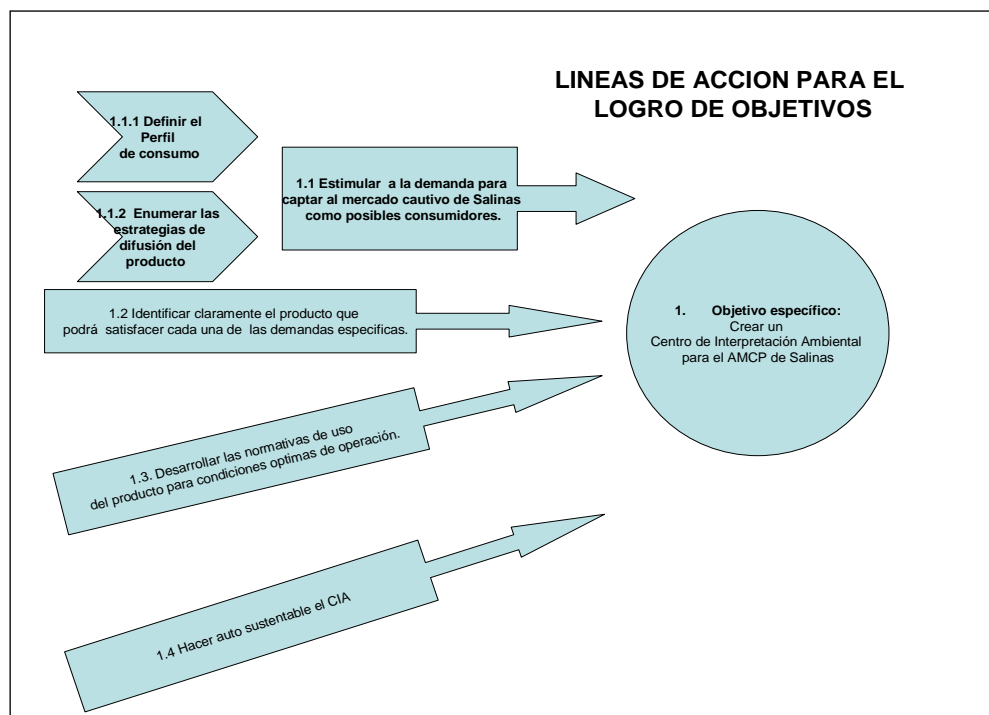 LINEAS DE ACCION PARA EL
LOGRO DE OBJETIVOS
1.1.1 Definir el
Perfil
de consumo
1.1.2 Enumerar las
estrategias de
difusión del
producto
1.1 Estimular a la demanda para
captar al mercado cautivo de Salinas
como posibles consumidores.
1.2 Identificar claramente el producto que
podrá satisfacer cada una de las demandas especificas.
1.3. Desarrollar las normativas de uso
del producto para condiciones optimas de operación.
1.4 Hacer auto sustentable el CIA
1. Objetivo específico:
Crear un
Centro de Interpretación Ambiental
para el AMCP de Salinas